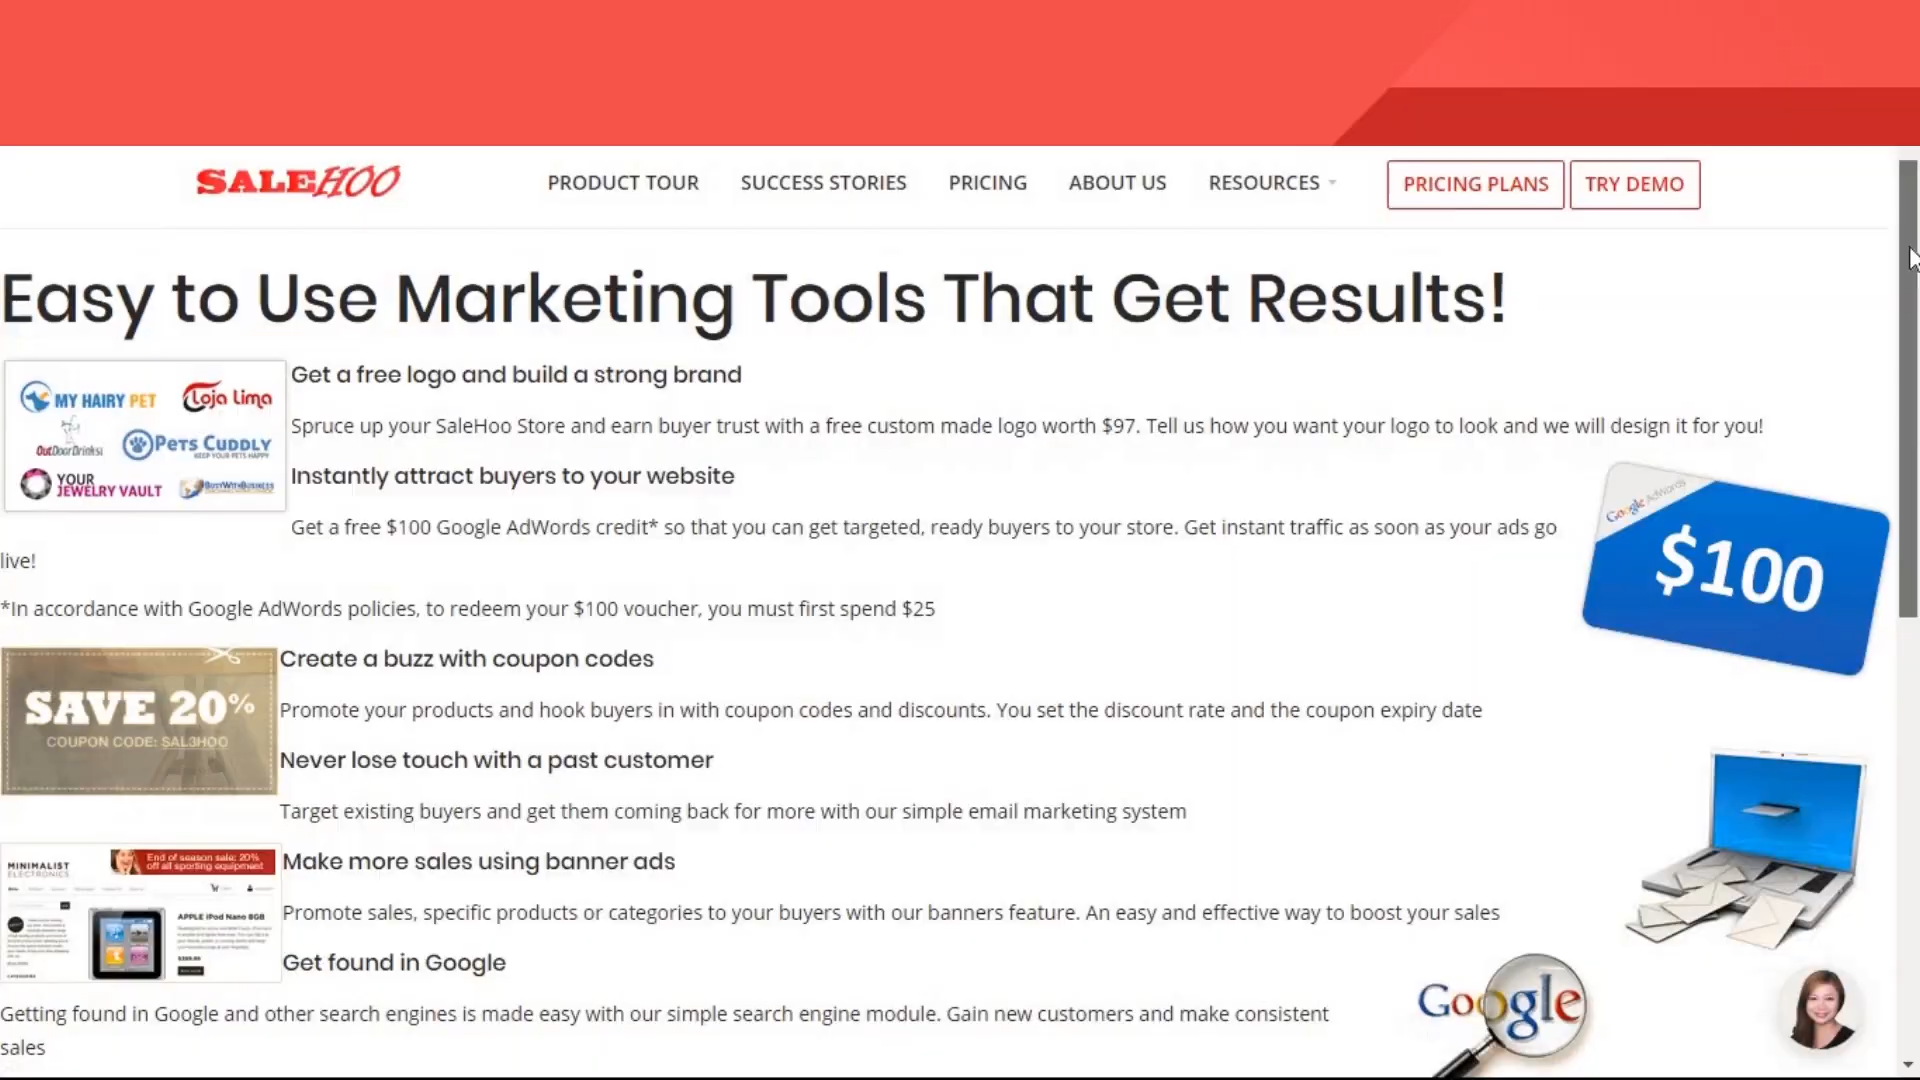 SALEHOO
PRODUCT TOUR
SUCCESS STORIES
PRICING
ABOUT US
RESOURCES
PRICING PLANS
TRY DEMO
Easy to Use Marketing Tools That Get Results!
MY HAIRY PET
Loja Lima
OutDoorDrinks
PETS CUDDLY
KEEP YOUR PETS HAPPY
YOUR
JEWELRY VAULT
Get a free logo and build a strong brand
Spruce up your SaleHoo Store and earn buyer trust with a free custom made logo worth $97. Tell us how you want your logo to look and we will design it for you!
Instantly attract buyers to your website
Get a free $100 Google AdWords credit* so that you can get targeted, ready buyers to your store. Get instant traffic as soon as your ads go
live!
*In accordance with Google AdWords policies, to redeem your $100 voucher, you must first spend $25
Google AdWords
$100
SAVE 20%
COUPON CODE: SAL3HOO
Create a buzz with coupon codes
Promote your products and hook buyers in with coupon codes and discounts. You set the discount rate and the coupon expiry date
Never lose touch with a past customer
Target existing buyers and get them coming back for more with our simple email marketing system
MINIMALIST
ELECTRONICS
End of season sale: 20%
off all sporting equipment
APPLE iPod Nano 8GB
Make more sales using banner ads
Promote sales, specific products or categories to your buyers with our banners feature. An easy and effective way to boost your sales
Get found in Google
Getting found in Google and other search engines is made easy with our simple search engine module. Gain new customers and make consistent
sales
Google